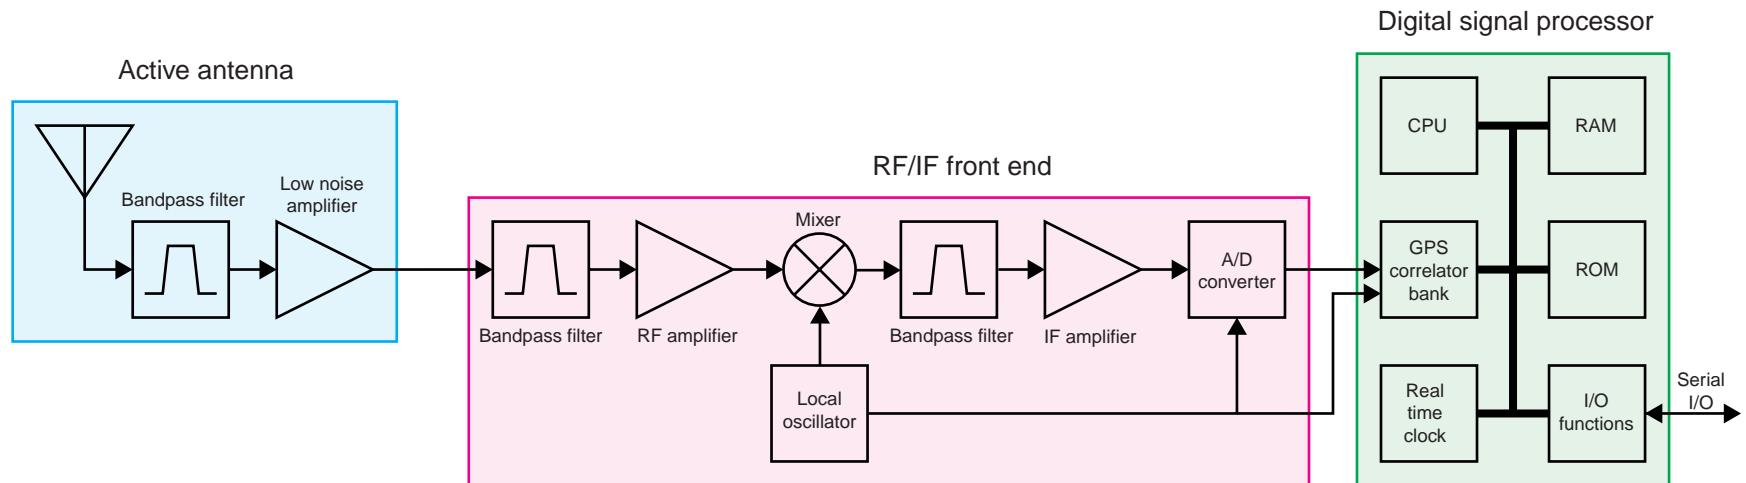 Digital signal processor
Active antenna
RF/IF front end
Bandpass filter
Low noise
amplifier
Bandpass filter
RF amplifier
Mixer
Bandpass filter
IF amplifier
A/D
converter
Local
oscillator
CPU
RAM
GPS
correlator
bank
ROM
Real
time
clock
I/O
functions
Serial
I/O